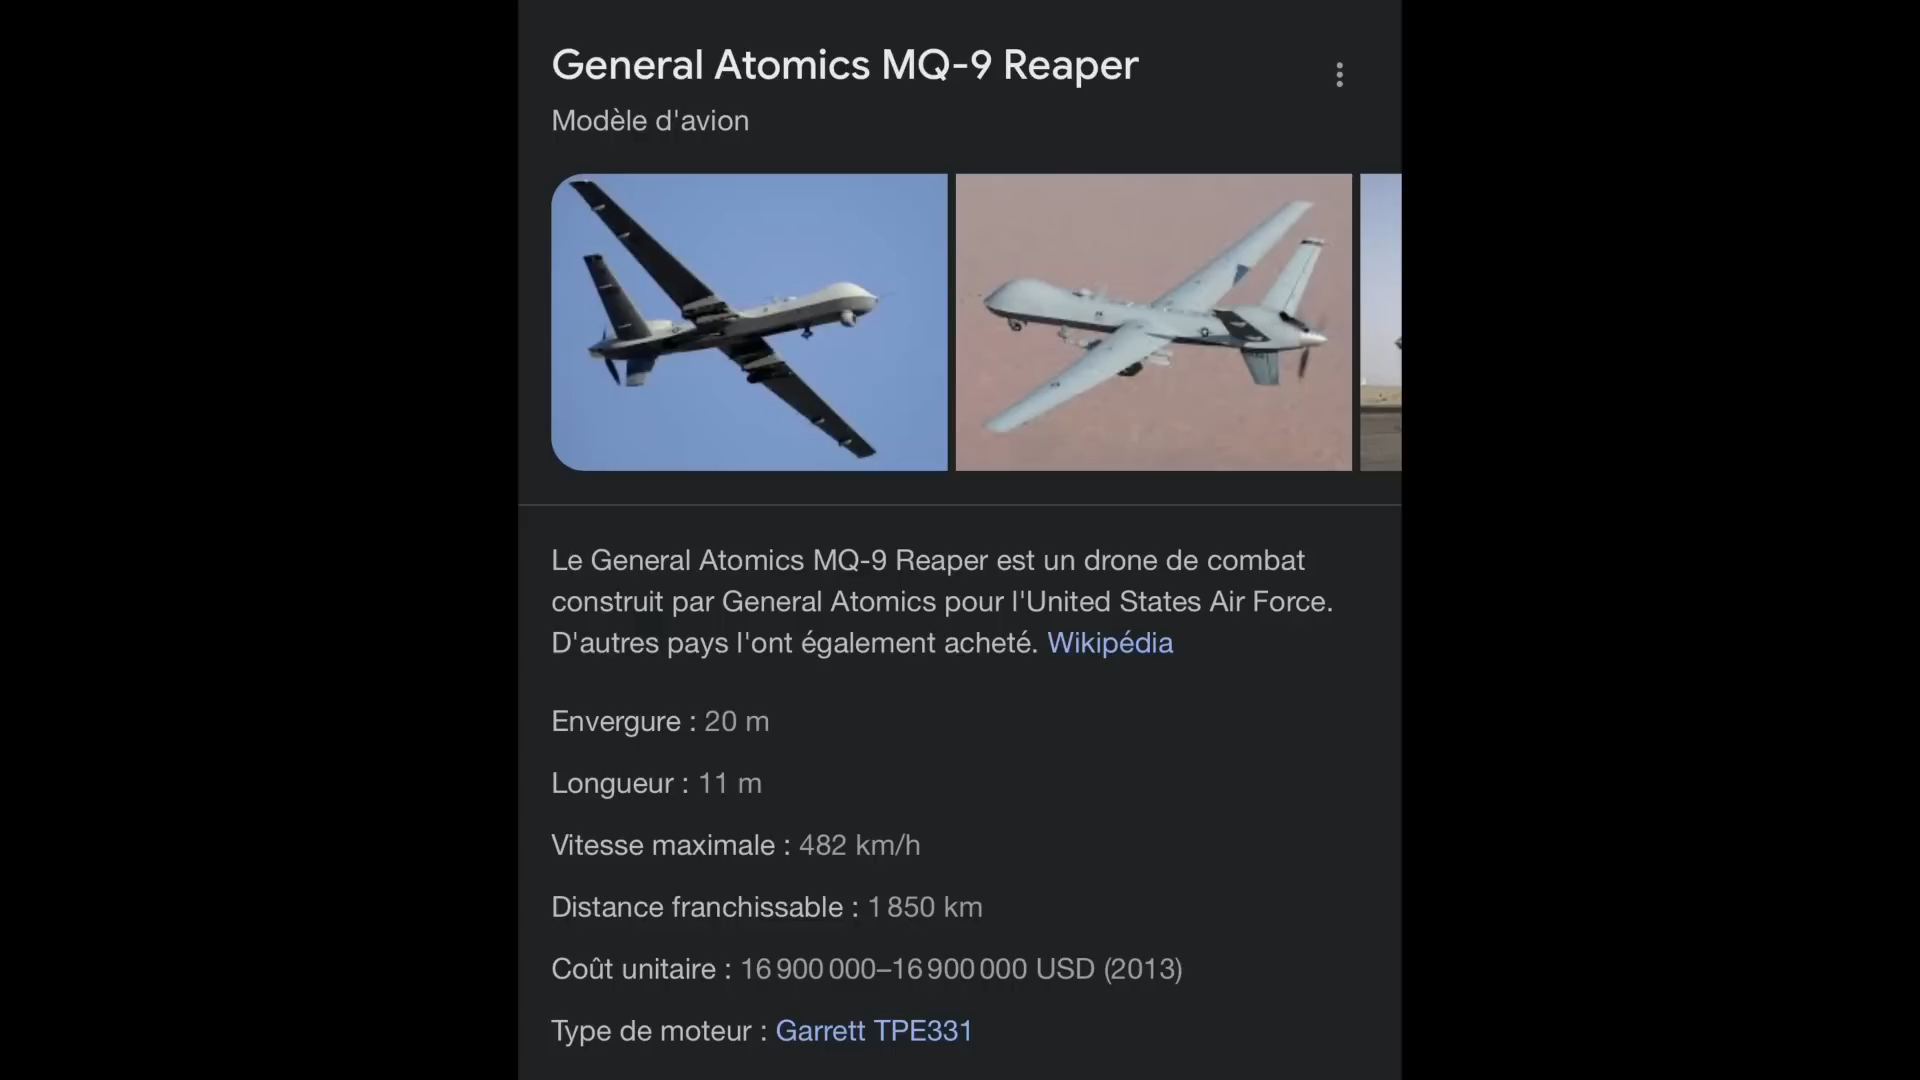 General Atomics MQ-9 Reaper
Modèle d'avion
Le General Atomics MQ-9 Reaper est un drone de combat
construit par General Atomics pour l'United States Air Force.
D'autres pays l'ont également acheté. Wikipédia
Envergure : 20 m
Longueur : 11 m
Vitesse maximale : 482 km/h
Distance franchissable : 1 850 km
Coût unitaire : 16 900 000–16 900 000 USD (2013)
Type de moteur : Garrett TPE331